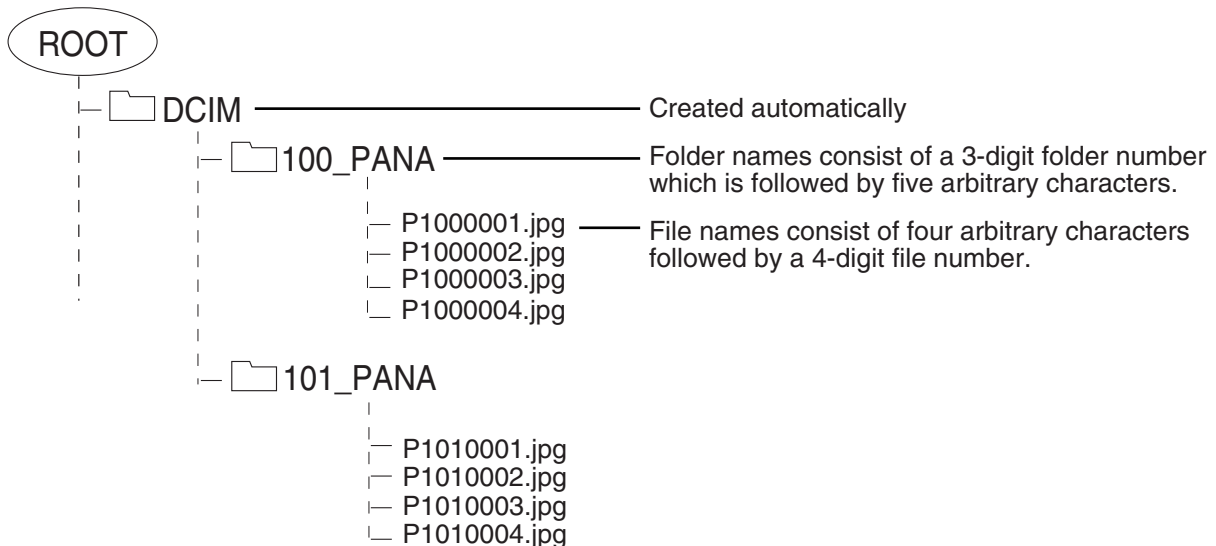 ROOT
DCIM
Created automatically
100_PANA
Folder names consist of a 3-digit folder number
which is followed by five arbitrary characters.
P1000001.jpg
File names consist of four arbitrary characters
followed by a 4-digit file number.
P1000002.jpg
P1000003.jpg
P1000004.jpg
101_PANA
P1010001.jpg
P1010002.jpg
P1010003.jpg
P1010004.jpg